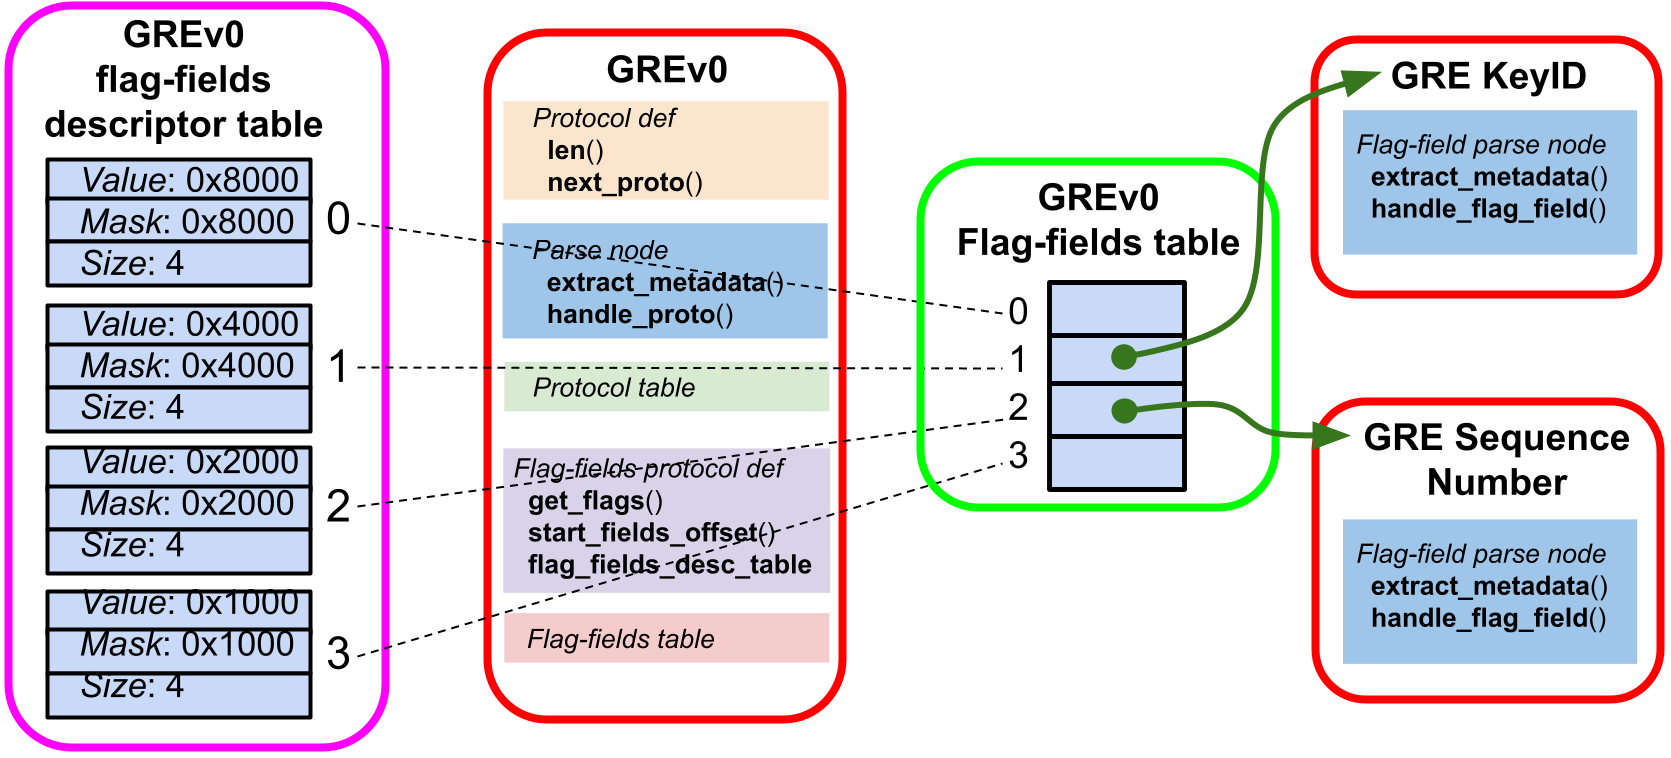 GREv0
flag-fields
descriptor table
Value: 0x8000
Mask: 0x8000
Size: 4
0
Value: 0x4000
Mask: 0x4000
Size: 4
1
Value: 0x2000
Mask: 0x2000
Size: 4
2
Value: 0x1000
Mask: 0x1000
Size: 4
3
GREv0
Protocol def
len()
next_proto()
Parse node
extract_metadata()
handle_proto()
Protocol table
Flag-fields protocol def
get_flags()
start_fields_offset()
flag_fields_desc_table
Flag-fields table
GREv0
Flag-fields table
0
1
2
3
GRE KeyID
Flag-field parse node
extract_metadata()
handle_flag_field()
GRE Sequence
Number
Flag-field parse node
extract_metadata()
handle_flag_field()